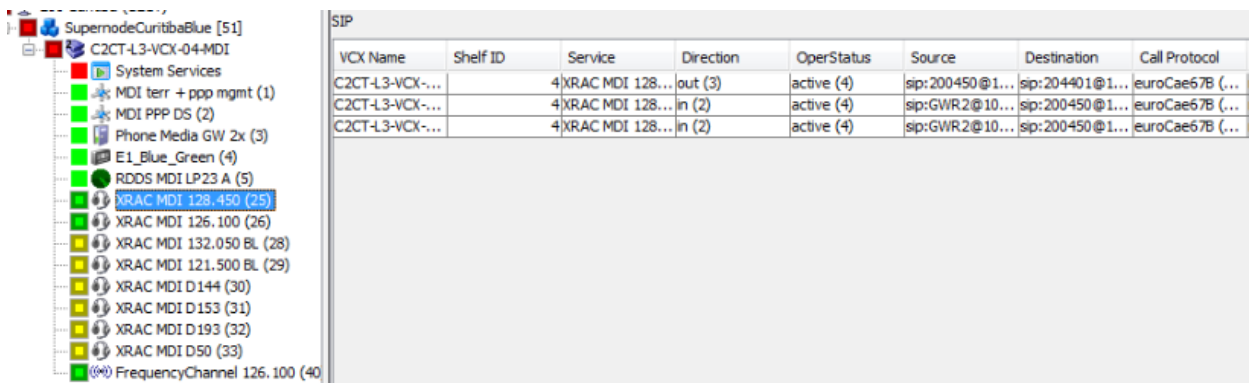 SupernodeCuritibaBlue [51]
C2CT-L3-VCX-04-MDI
System Services
MDI terr + ppp mgmt (1)
MDI PPP DS (2)
Phone Media GW 2x (3)
E1_Blue_Green (4)
RDDS MDI LP23 A (5)
XRAC MDI 128.450 (25)
XRAC MDI 126.100 (26)
XRAC MDI 132.050 BL (28)
XRAC MDI 121.500 BL (29)
XRAC MDI D144 (30)
XRAC MDI D153 (31)
XRAC MDI D193 (32)
XRAC MDI D50 (33)
FrequencyChannel 126.100 (40
SIP
VCX Name Shelf ID Service Direction OperStatus Source Destination Call Protocol
C2CT-L3-VCX-... 4 XRAC MDI 128... out (3) active (4) sip:200450@1... sip:204401@1... euroCae67B (...
C2CT-L3-VCX-... 4 XRAC MDI 128... in (2) active (4) sip:GWR2@10... sip:200450@1... euroCae67B (...
C2CT-L3-VCX-... 4 XRAC MDI 128... in (2) active (4) sip:GWR2@10... sip:200450@1... euroCae67B (...